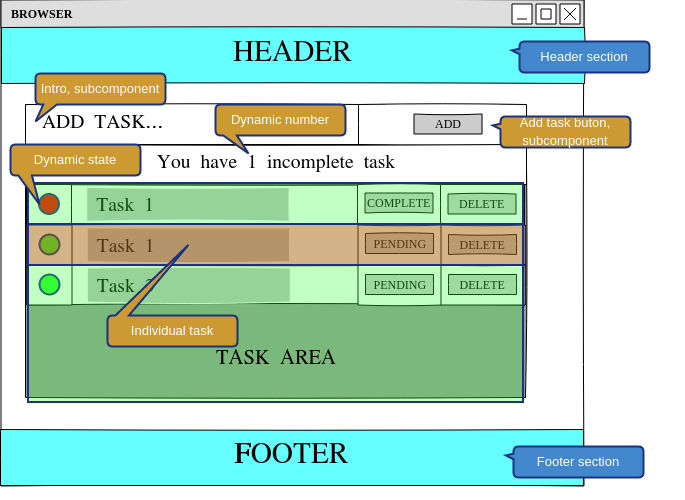 BROWSER
HEADER
Header section
Intro, subcomponent
ADD TASK...
Dynamic number
ADD
Add task buton,
subcomponent
Dynamic state
You have 1 incomplete task
Task 1
COMPLETE
DELETE
Task 1
PENDING
DELETE
Task
PENDING
DELETE
Individual task
TASK AREA
FOOTER
Footer section